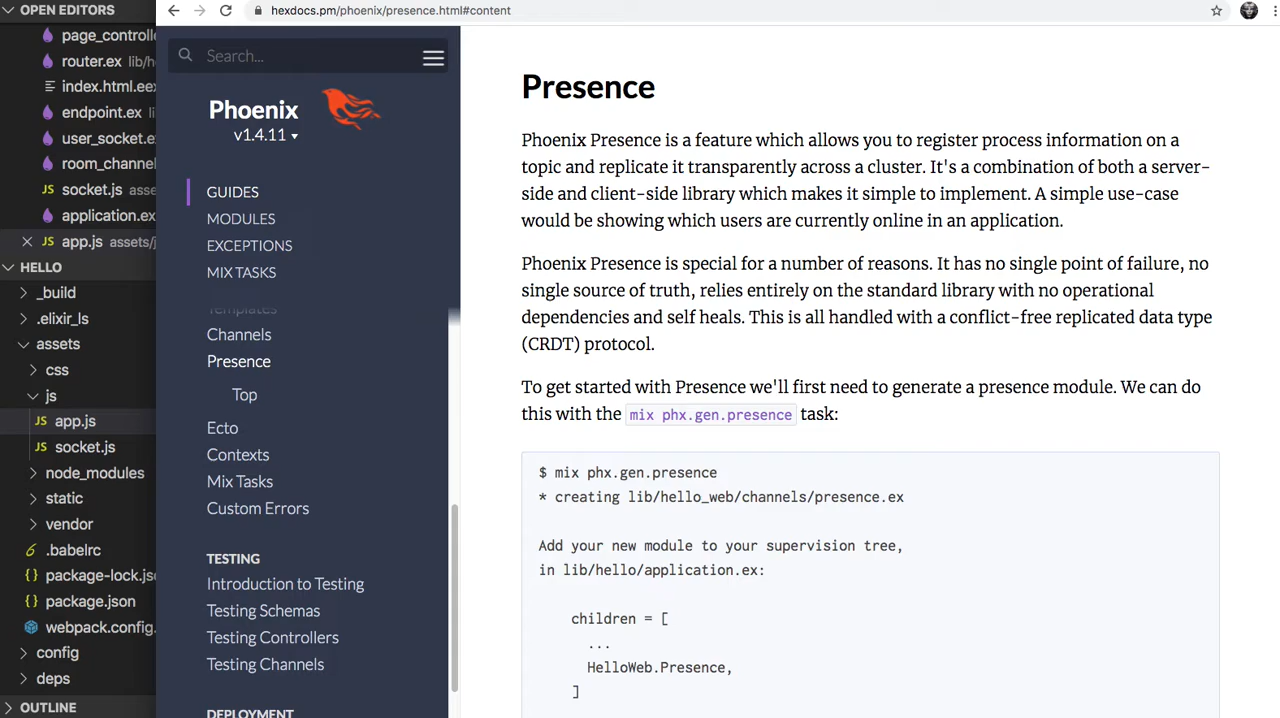 OPEN EDITORS
page_controll
router.ex lib/h
index.html.eex
endpoint.ex li
user_socket.e
room_channel
socket.js asse
application.ex
app.js assets/j
HELLO
_build
.elixir_ls
assets
css
js
app.js
socket.js
node_modules
static
vendor
.babelrc
package-lock.js
package.json
webpack.config.
config
deps
OUTLINE
hexdocs.pm/phoenix/presence.html#content
Search...
Phoenix
v1.4.11
GUIDES
MODULES
EXCEPTIONS
MIX TASKS
Templates
Channels
Presence
Top
Ecto
Contexts
Mix Tasks
Custom Errors
TESTING
Introduction to Testing
Testing Schemas
Testing Controllers
Testing Channels
DEPLOYMENT
Presence
Phoenix Presence is a feature which allows you to register process information on a
topic and replicate it transparently across a cluster. It's a combination of both a server-
side and client-side library which makes it simple to implement. A simple use-case
would be showing which users are currently online in an application.
Phoenix Presence is special for a number of reasons. It has no single point of failure, no
single source of truth, relies entirely on the standard library with no operational
dependencies and self heals. This is all handled with a conflict-free replicated data type
(CRDT) protocol.
To get started with Presence we'll first need to generate a presence module. We can do
this with the mix phx.gen.presence task:
$ mix phx.gen.presence
* creating lib/hello_web/channels/presence.ex
Add your new module to your supervision tree,
in lib/hello/application.ex:
children = [
...
HelloWeb.Presence,
]